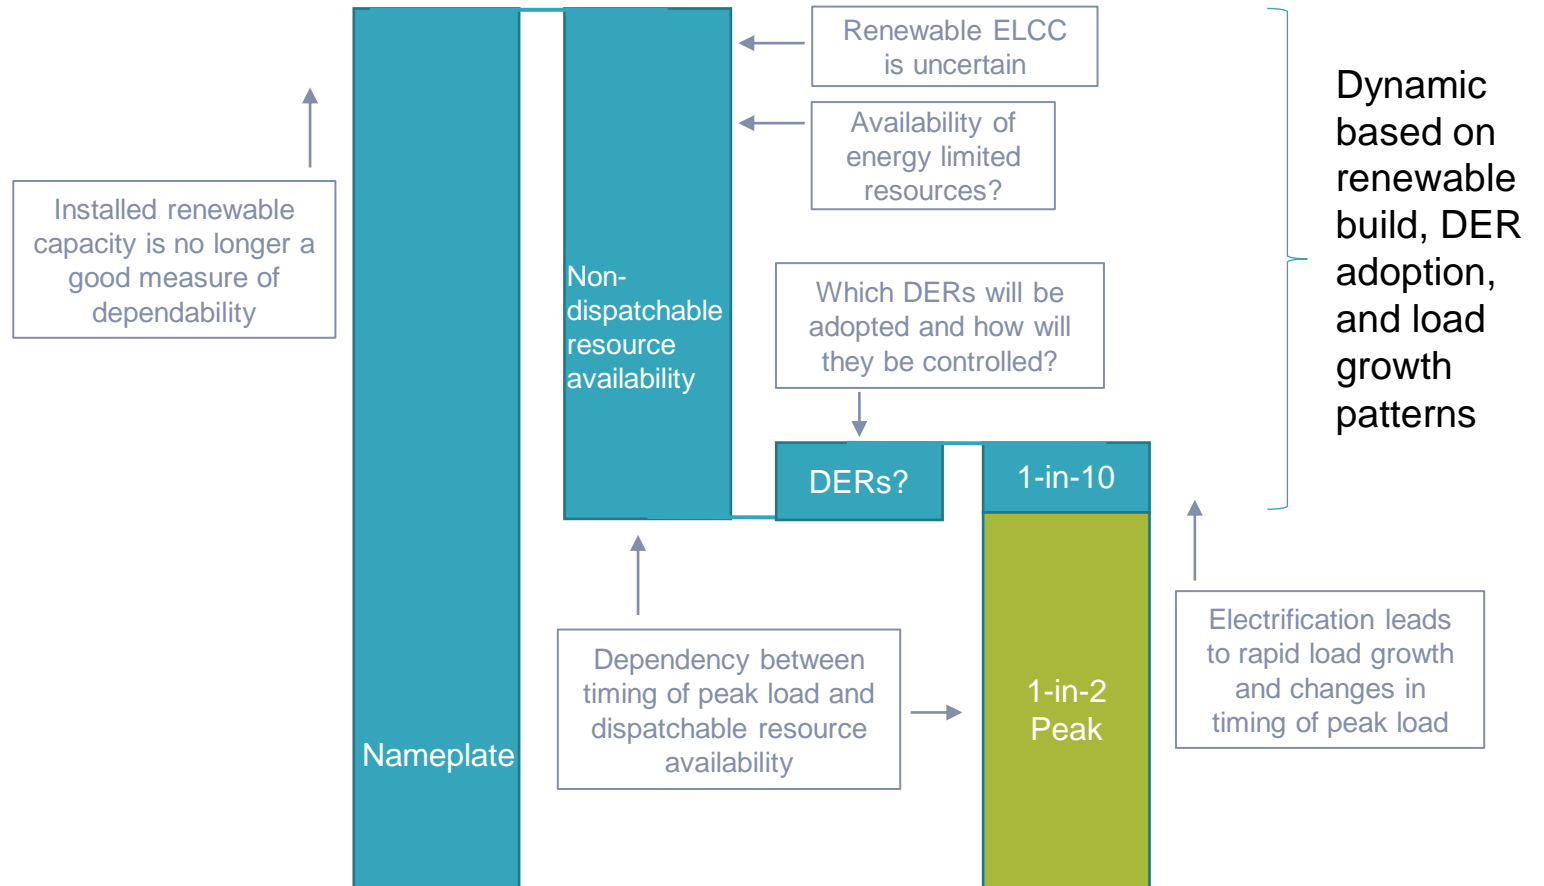 Renewable ELCC
is uncertain
Availability of
energy limited
resources?
Installed renewable
capacity is no longer a
good measure of
dependability
Non-
dispatchable
resource
availability
Which DERs will be
adopted and how will
they be controlled?
Dynamic
based on
renewable
build, DER
adoption,
and load
growth
patterns
DERs?
1-in-10
Nameplate
Dependency between
timing of peak load and
dispatchable resource
availability
1-in-2
Peak
Electrification leads
to rapid load growth
and changes in
timing of peak load